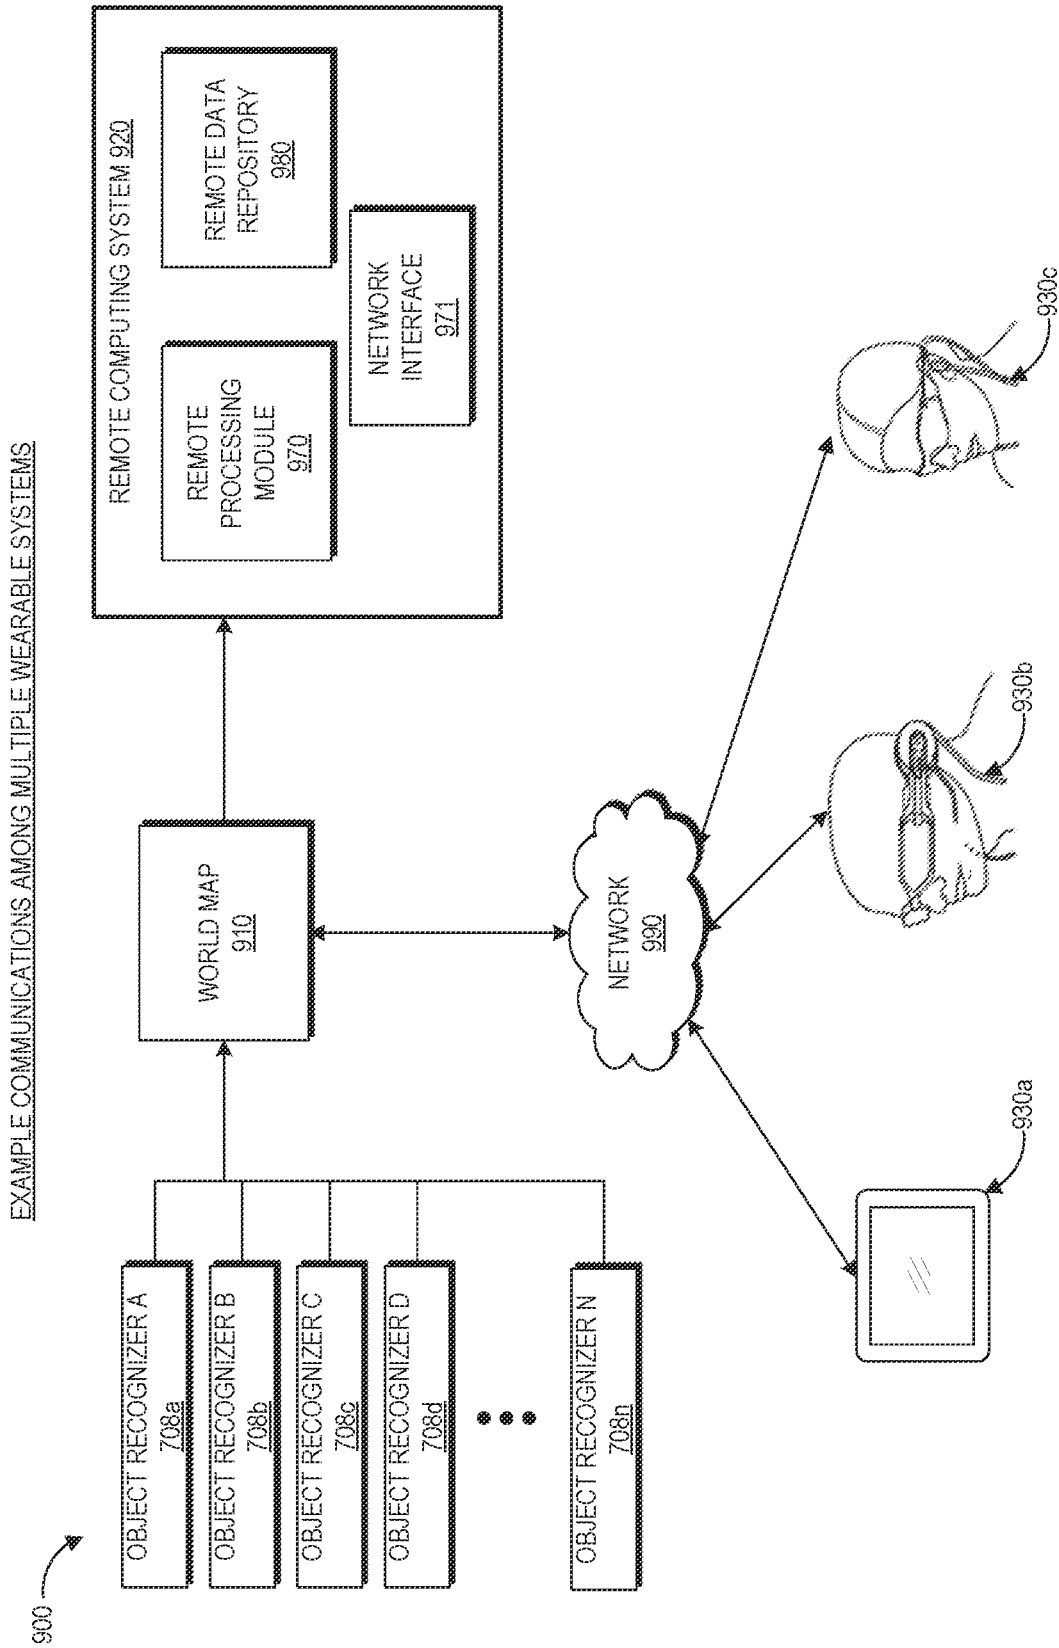 EXAMPLE COMMUNICATIONS AMONG MULTIPLE WEARABLE SYSTEMS
900
OBJECT RECOGNIZER A
708a
OBJECT RECOGNIZER B
708b
OBJECT RECOGNIZER C
708c
OBJECT RECOGNIZER D
708d
OBJECT RECOGNIZER N
708n
WORLD MAP
910
REMOTE COMPUTING SYSTEM 920
REMOTE
PROCESSING
MODULE
970
REMOTE DATA
REPOSITORY
980
NETWORK
INTERFACE
971
NETWORK
990
930a
930b
930c